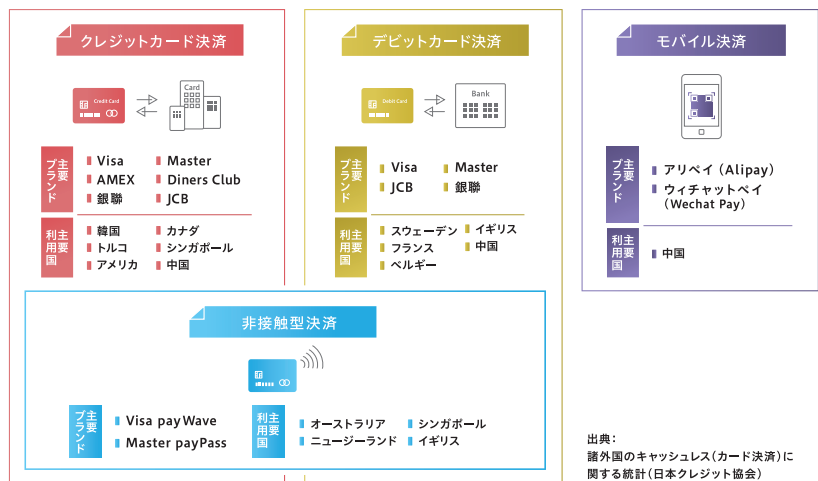 クレジットカード決済
Credit Card
Card
主要ブランド
Visa
Master
AMEX
Diners Club
銀聯
JCB
主要利用国
韓国
カナダ
トルコ
シンガポール
アメリカ
中国
デビットカード決済
Debit Card
Bank
主要ブランド
Visa
Master
JCB
銀聯
主要利用国
スウェーデン
イギリス
フランス
中国
ベルギー
モバイル決済
主要ブランド
アリペイ（Alipay）
ウィチャットペイ
（Wechat Pay）
主要利用国
中国
非接触型決済
主要ブランド
Visa payWave
Master payPass
主要利用国
オーストラリア
シンガポール
ニュージーランド
イギリス
出典：
諸外国のキャッシュレス（カード決済）に
関する統計（日本クレジット協会）